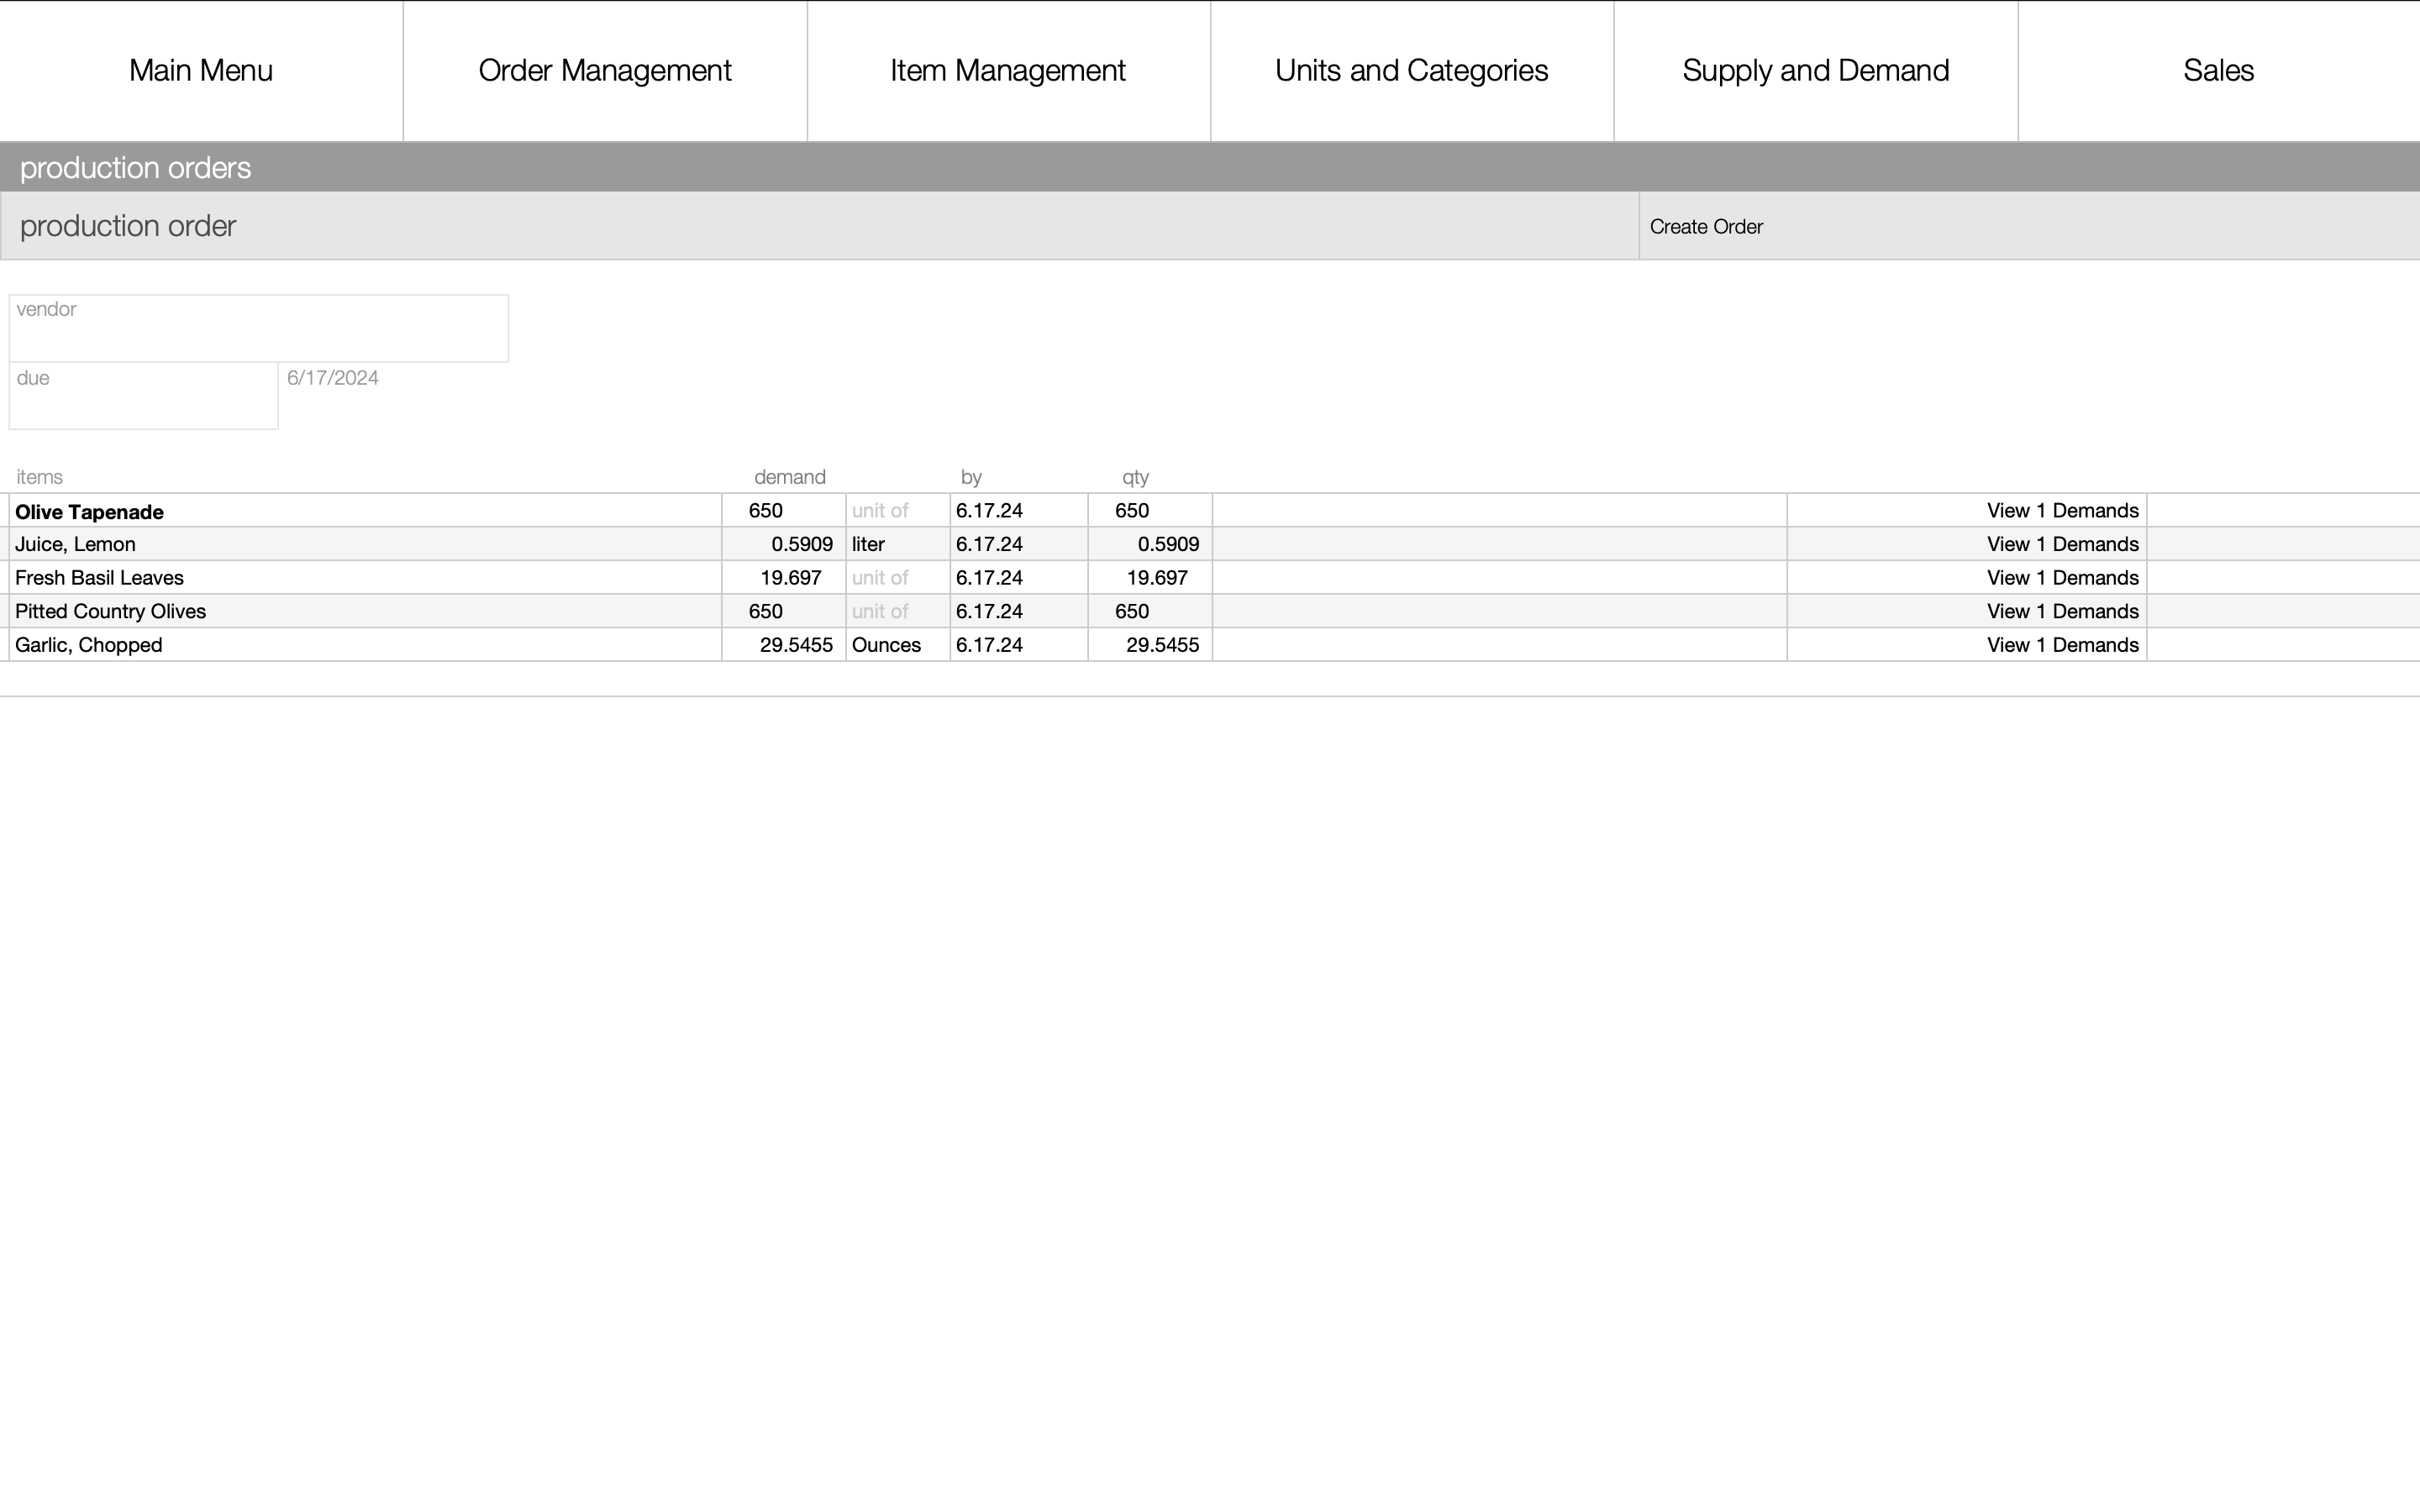 Main Menu Order Management Item Management Units and Categories Supply and Demand Sales
production orders
production order Create Order
vendor
due 6/17/2024
items demand by qty
Olive Tapenade 650 unit of 6.17.24 650 View 1 Demands
Juice, Lemon 0.5909 liter 6.17.24 0.5909 View 1 Demands
Fresh Basil Leaves 19.697 unit of 6.17.24 19.697 View 1 Demands
Pitted Country Olives 650 unit of 6.17.24 650 View 1 Demands
Garlic, Chopped 29.5455 Ounces 6.17.24 29.5455 View 1 Demands